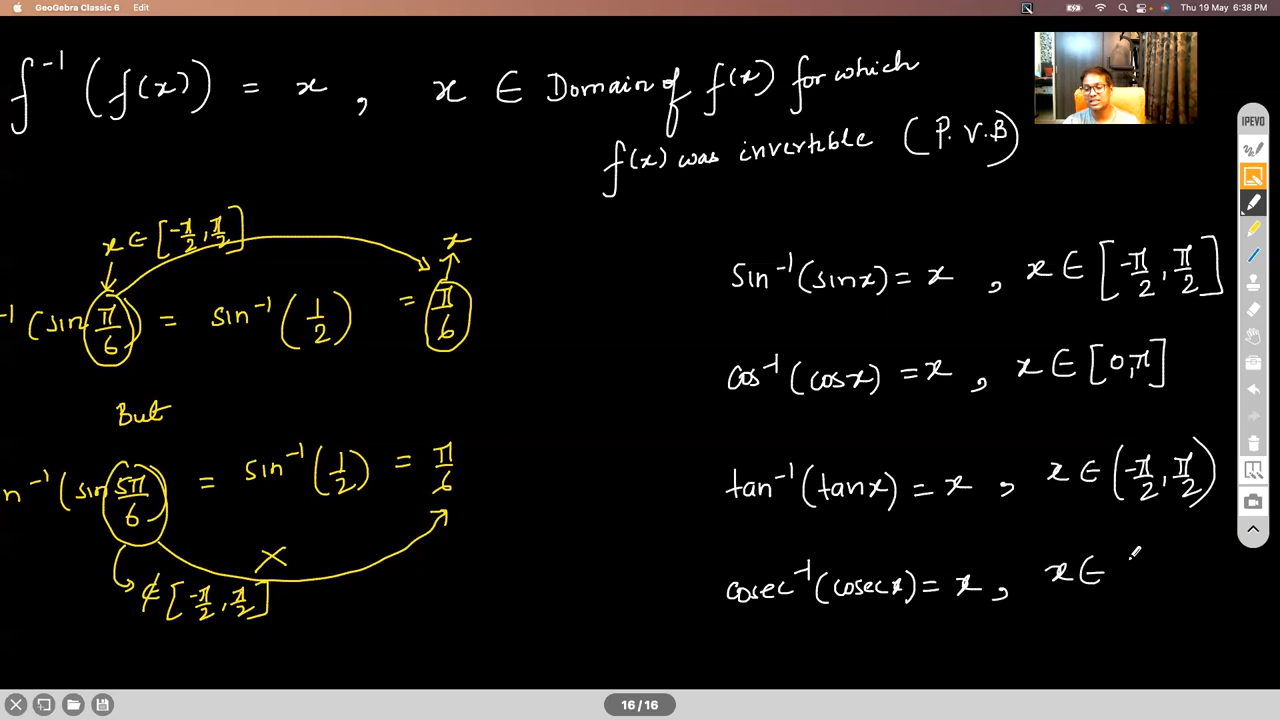 GeoGebra Classic 6 Edit Thu 19 May 6:38 PM
f⁻¹(f(x)) = x , x ∈ Domain of f(x) for which
f(x) was invertible (P.V.B)
IPEVO
x ∈ [-π/2, π/2] x
⁻¹(sin π/6) = sin⁻¹(1/2) = π/6
But
n⁻¹(sin 5π/6) = sin⁻¹(1/2) = π/6
×
∉ [-π/2, π/2]
sin⁻¹(sinx) = x , x ∈ [-π/2, π/2]
cos⁻¹(cosx) = x , x ∈ [0, π]
tan⁻¹(tanx) = x , x ∈ (-π/2, π/2)
cosec⁻¹(cosecx) = x , x ∈
16 / 16